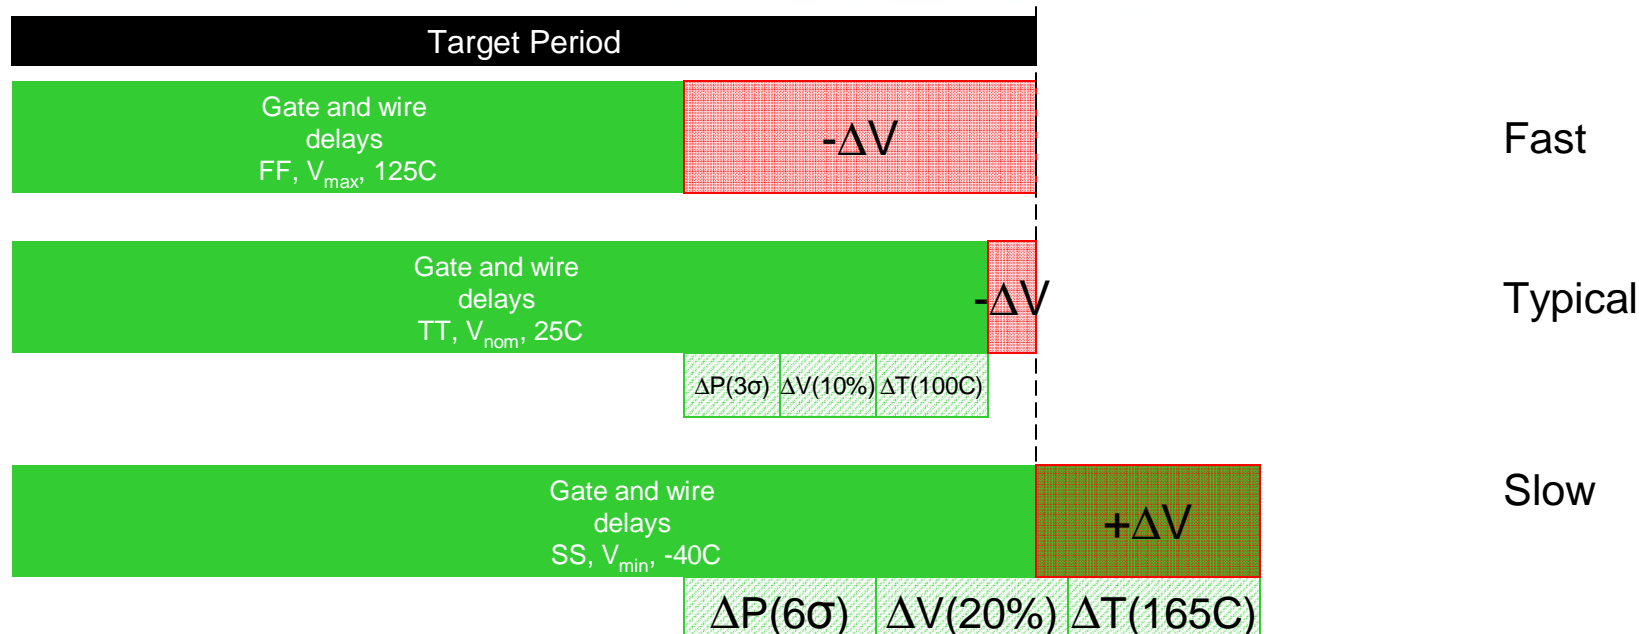 Target Period
Gate and wire
delays
FF, Vmax, 125C
-ΔV
Fast
Gate and wire
delays
TT, Vnom, 25C
-ΔV
Typical
ΔP(3σ) ΔV(10%) ΔT(100C)
Gate and wire
delays
SS, Vmin, -40C
+ΔV
Slow
ΔP(6σ) ΔV(20%) ΔT(165C)